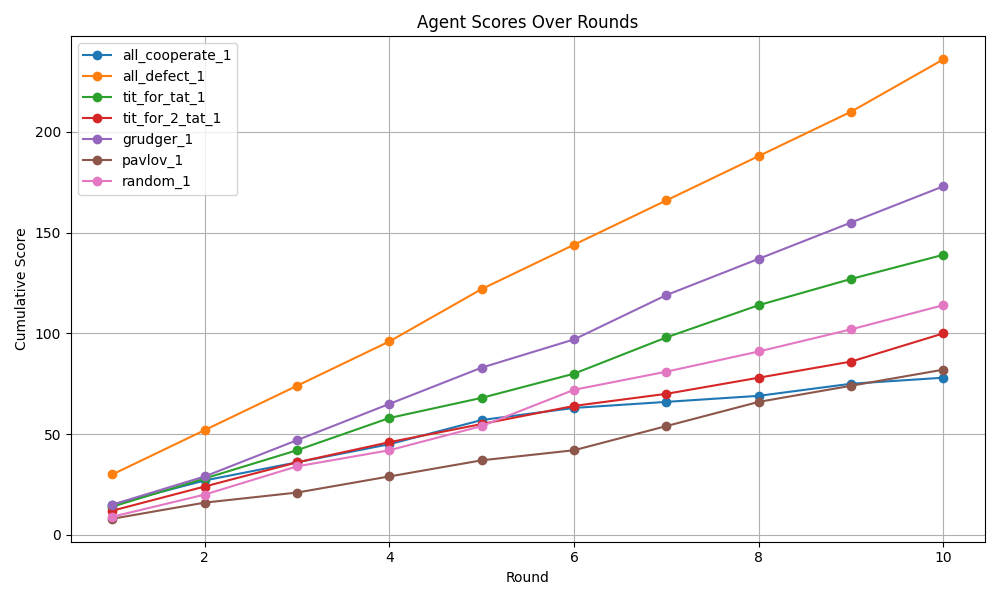 Agent Scores Over Rounds
all_cooperate_1
all_defect_1
tit_for_tat_1
tit_for_2_tat_1
grudger_1
pavlov_1
random_1
Cumulative Score
200
150
100
50
0
2 4 6 8 10
Round